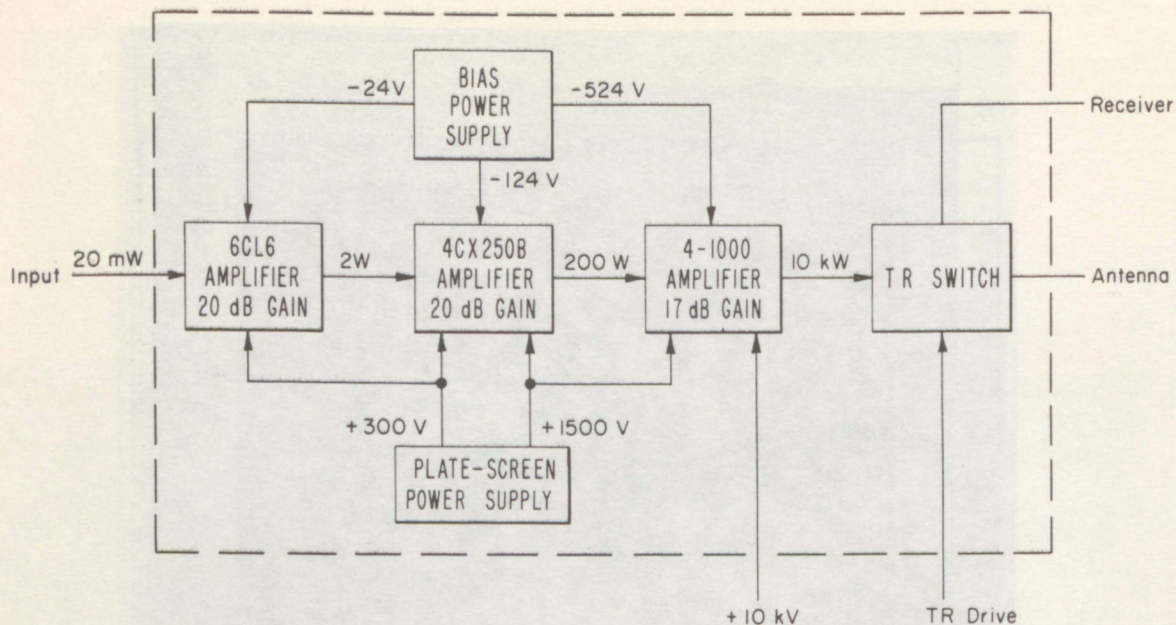 BIAS
POWER
SUPPLY
-24V
-524 V
-124 V
Receiver
Input
20 mW
6CL6
AMPLIFIER
20 dB GAIN
2W
4CX250B
AMPLIFIER
20 dB GAIN
200 W
4-1000
AMPLIFIER
17 dB GAIN
10 kW
TR SWITCH
Antenna
+300 V
+1500 V
PLATE-SCREEN
POWER SUPPLY
+10 kV
TR Drive